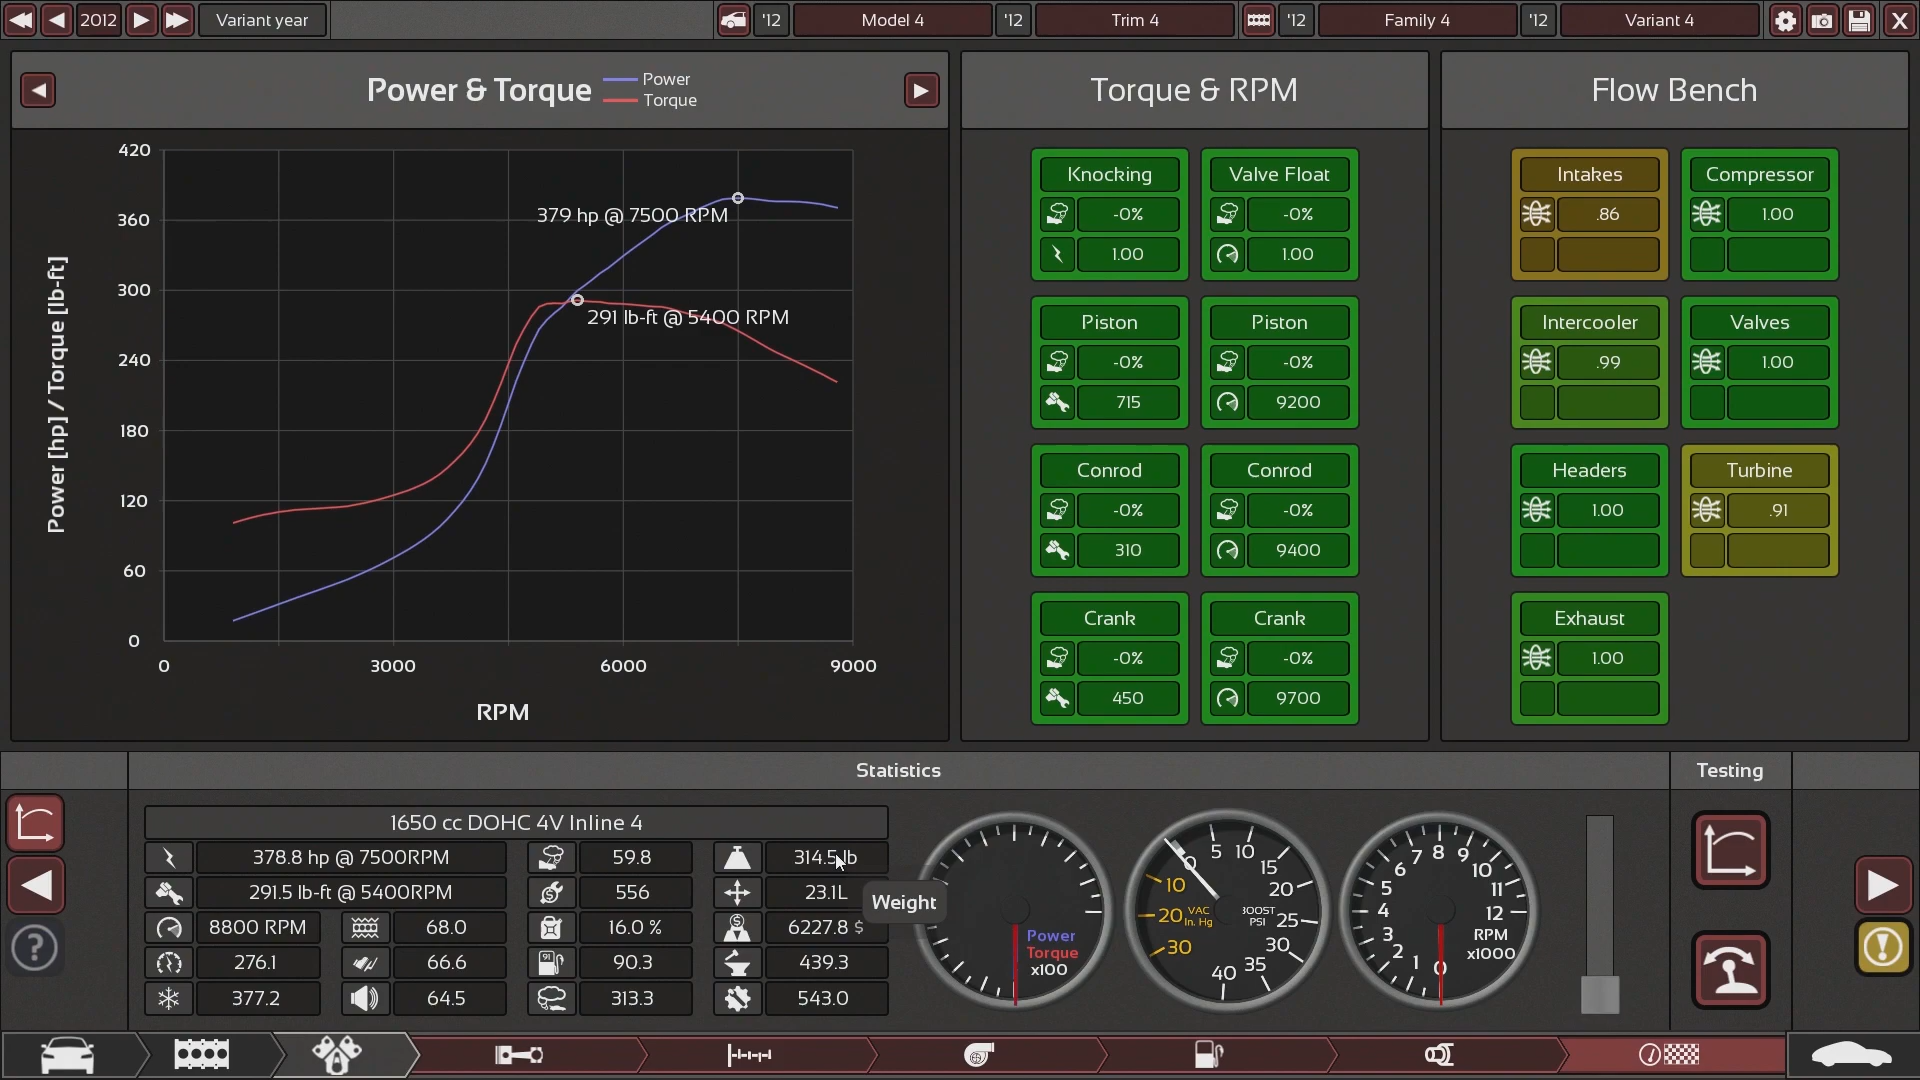 2012
Variant year
'12
Model 4
'12
Trim 4
'12
Family 4
'12
Variant 4
X
Power & Torque
Power
Torque
Torque & RPM
Flow Bench
420
360
300
240
180
120
60
0
Power [hp] / Torque [lb-ft]
379 hp @ 7500 RPM
291 lb-ft @ 5400 RPM
0
3000
6000
9000
RPM
Knocking
-0%
1.00
Valve Float
-0%
1.00
Piston
-0%
715
Piston
-0%
9200
Conrod
-0%
310
Conrod
-0%
9400
Crank
-0%
450
Crank
-0%
9700
Intakes
.86
Compressor
1.00
Intercooler
.99
Valves
1.00
Headers
1.00
Turbine
.91
Exhaust
1.00
Statistics
Testing
1650 cc DOHC 4V Inline 4
378.8 hp @ 7500RPM
59.8
314.5 lb
291.5 lb-ft @ 5400RPM
556
23.1L
8800 RPM
68.0
16.0 %
6227.8 $
276.1
66.6
91
90.3
439.3
377.2
64.5
313.3
543.0
Weight
?
Power
Torque
x100
0
5
10
15
20
25
30
35
40
10
20
30
VAC
In. Hg
BOOST
PSI
0
1
2
3
4
5
6
7
8
9
10
11
12
RPM
x1000